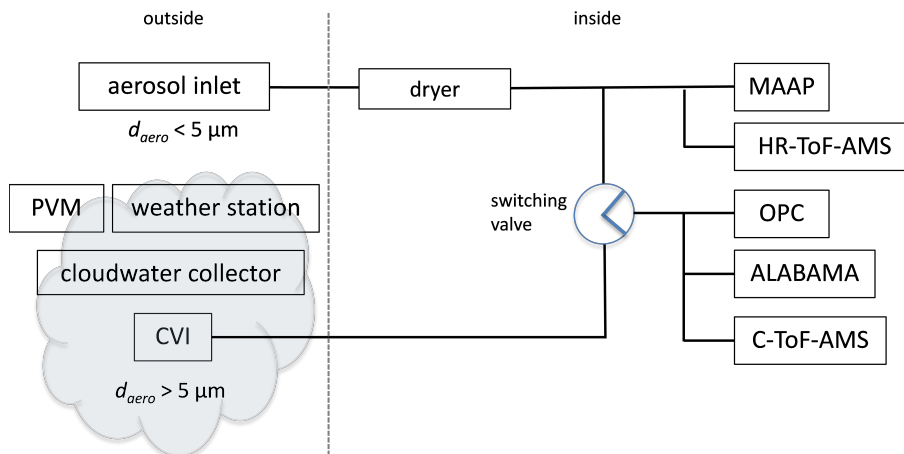 outside
inside
aerosol inlet
dryer
MAAP
d_aero < 5 µm
HR-ToF-AMS
PVM
weather station
switching
valve
OPC
cloudwater collector
ALABAMA
CVI
C-ToF-AMS
d_aero > 5 µm